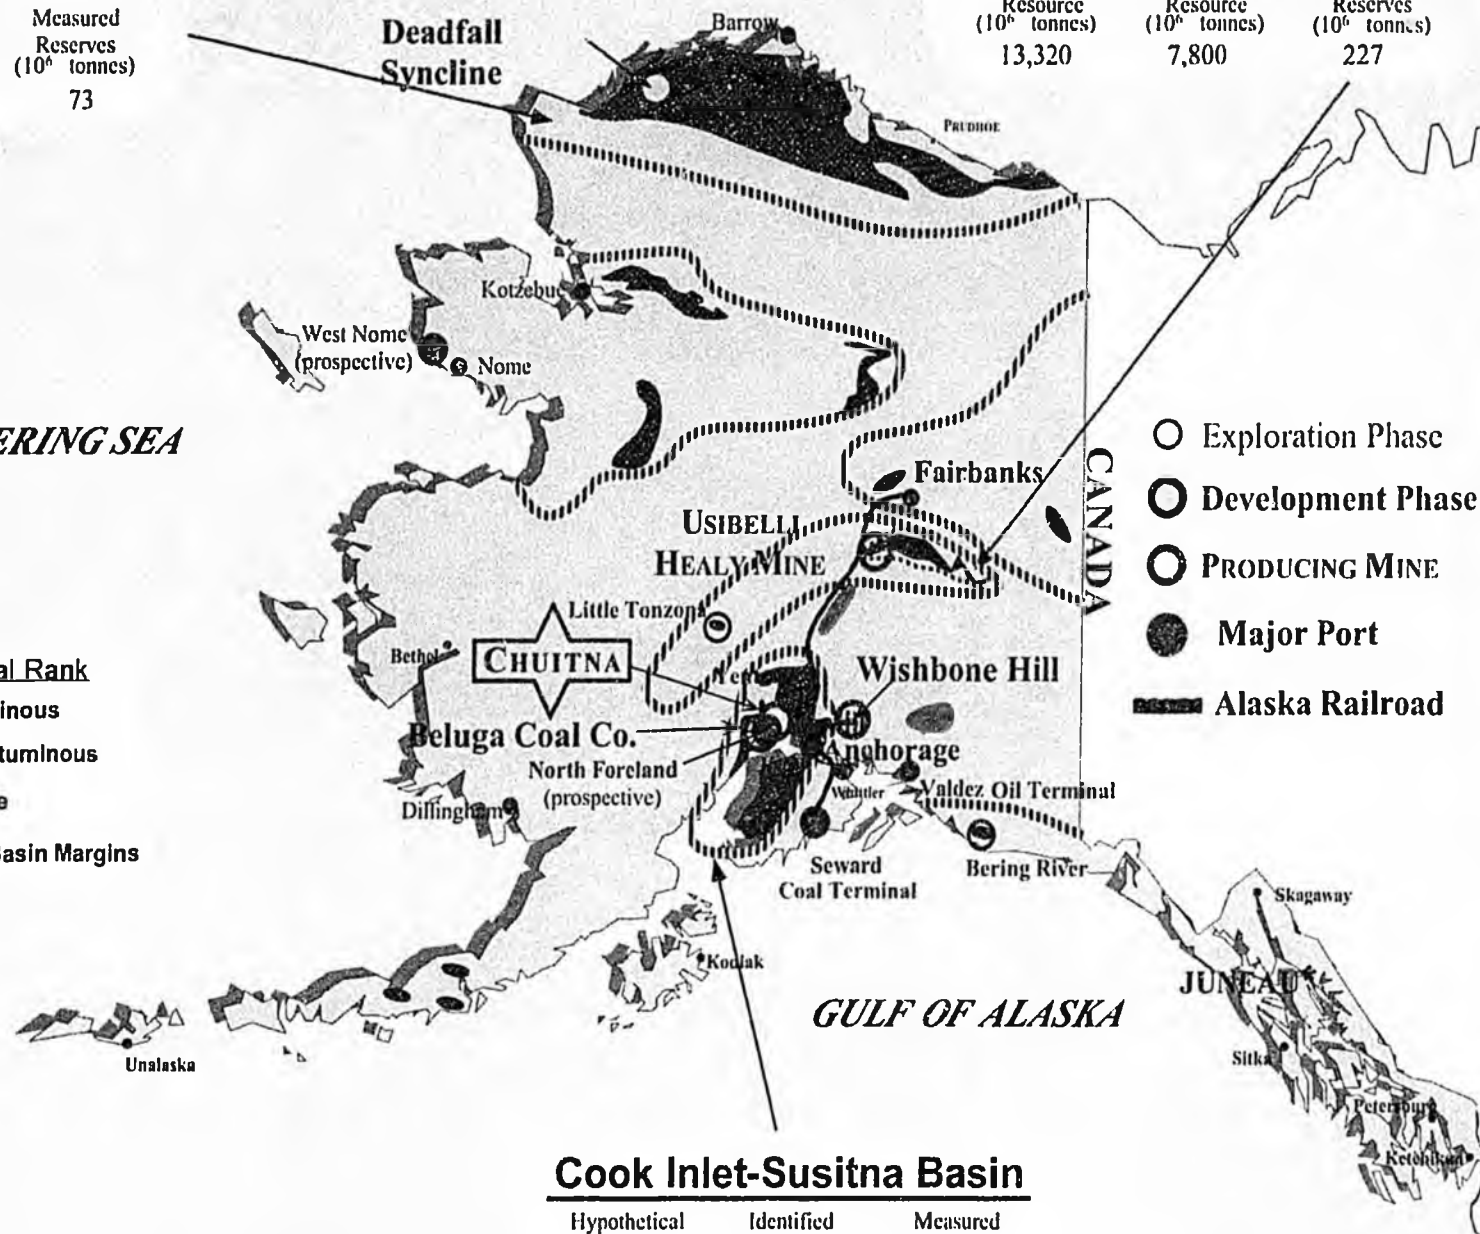 Measured
Reserves
(10⁶ tonnes)
73
Resource
(10⁶ tonnes)
13,320
Resource
(10⁶ tonnes)
7,800
Reserves
(10⁶ tonnes)
227
Deadfall
Syncline
Barrow
PRUDHOE
Kotzebue
West Nome
(prospective)
Nome
ERING SEA
Fairbanks
CANADA
Exploration Phase
Development Phase
PRODUCING MINE
Major Port
Alaska Railroad
USIBELLI
HEALY MINE
Little Tonzona
Bethel
CHUITNA
Wishbone Hill
al Rank
inous
tuminous
e
Basin Margins
Beluga Coal Co.
Anchorage
North Foreland
(prospective)
Whittler
Valdez Oil Terminal
Dillingham
Seward
Coal Terminal
Bering River
Skagaway
Kodiak
JUNEAU
GULF OF ALASKA
Sitka
Unalaska
Petersburg
Ketchikan
Cook Inlet-Susitna Basin
Hypothetical Identified Measured